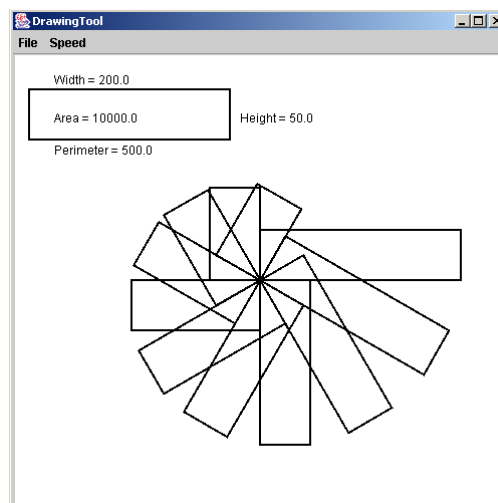 DrawingTool
File Speed
Width = 200.0
Area = 10000.0 Height = 50.0
Perimeter = 500.0